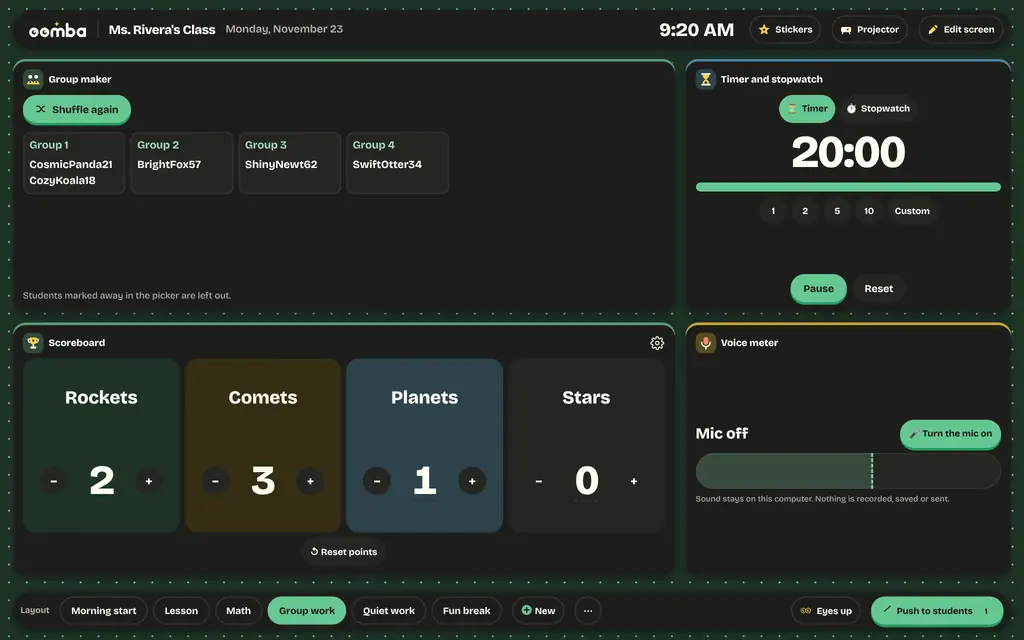 oomba
Ms. Rivera's Class
Monday, November 23
9:20 AM
Stickers
Projector
Edit screen
Group maker
Shuffle again
Group 1
CosmicPanda21
CozyKoala18
Group 2
BrightFox57
Group 3
ShinyNewt62
Group 4
SwiftOtter34
Students marked away in the picker are left out.
Timer and stopwatch
Timer
Stopwatch
20:00
1 2 5 10 Custom
Pause
Reset
Scoreboard
Rockets
- 2 +
Comets
- 3 +
Planets
- 1 +
Stars
- 0 +
Reset points
Voice meter
Mic off
Turn the mic on
Sound stays on this computer. Nothing is recorded, saved or sent.
Layout
Morning start
Lesson
Math
Group work
Quiet work
Fun break
New
...
Eyes up
Push to students 1